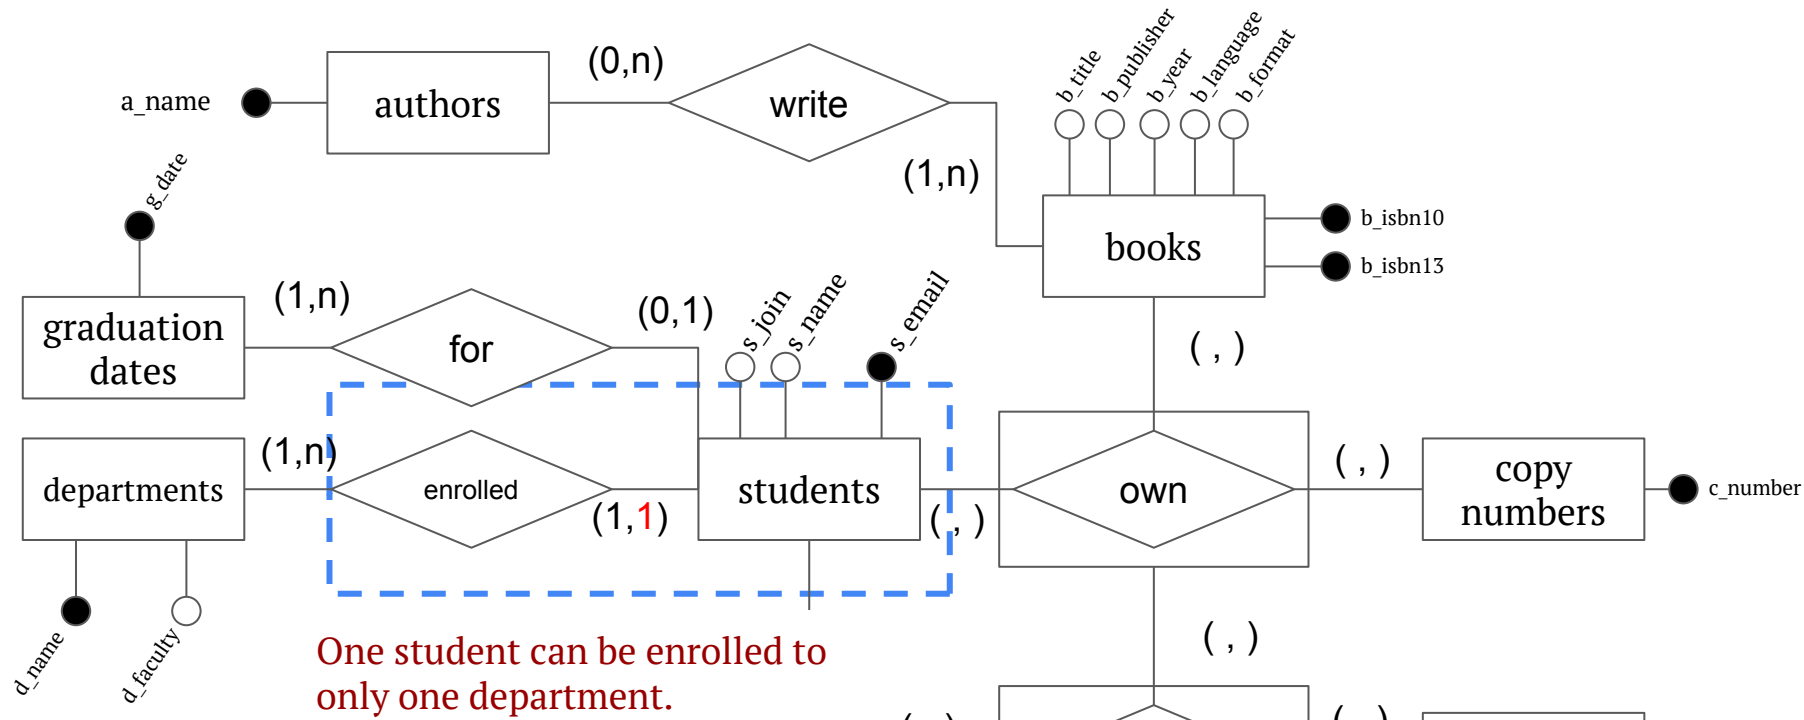 b_title
b_publisher
b_year
b_language
b_format
(0,n)
a_name
authors
write
(1,n)
g_date
b_isbn10
books
b_isbn13
(1,n)
(0,1)
s_join
s_name
s_email
graduation
dates
for
( , )
(1,n)
departments
enrolled
(1,1)
students
( , )
own
( , )
copy
numbers
c_number
d_name
d_faculty
( , )
One student can be enrolled to
only one department.